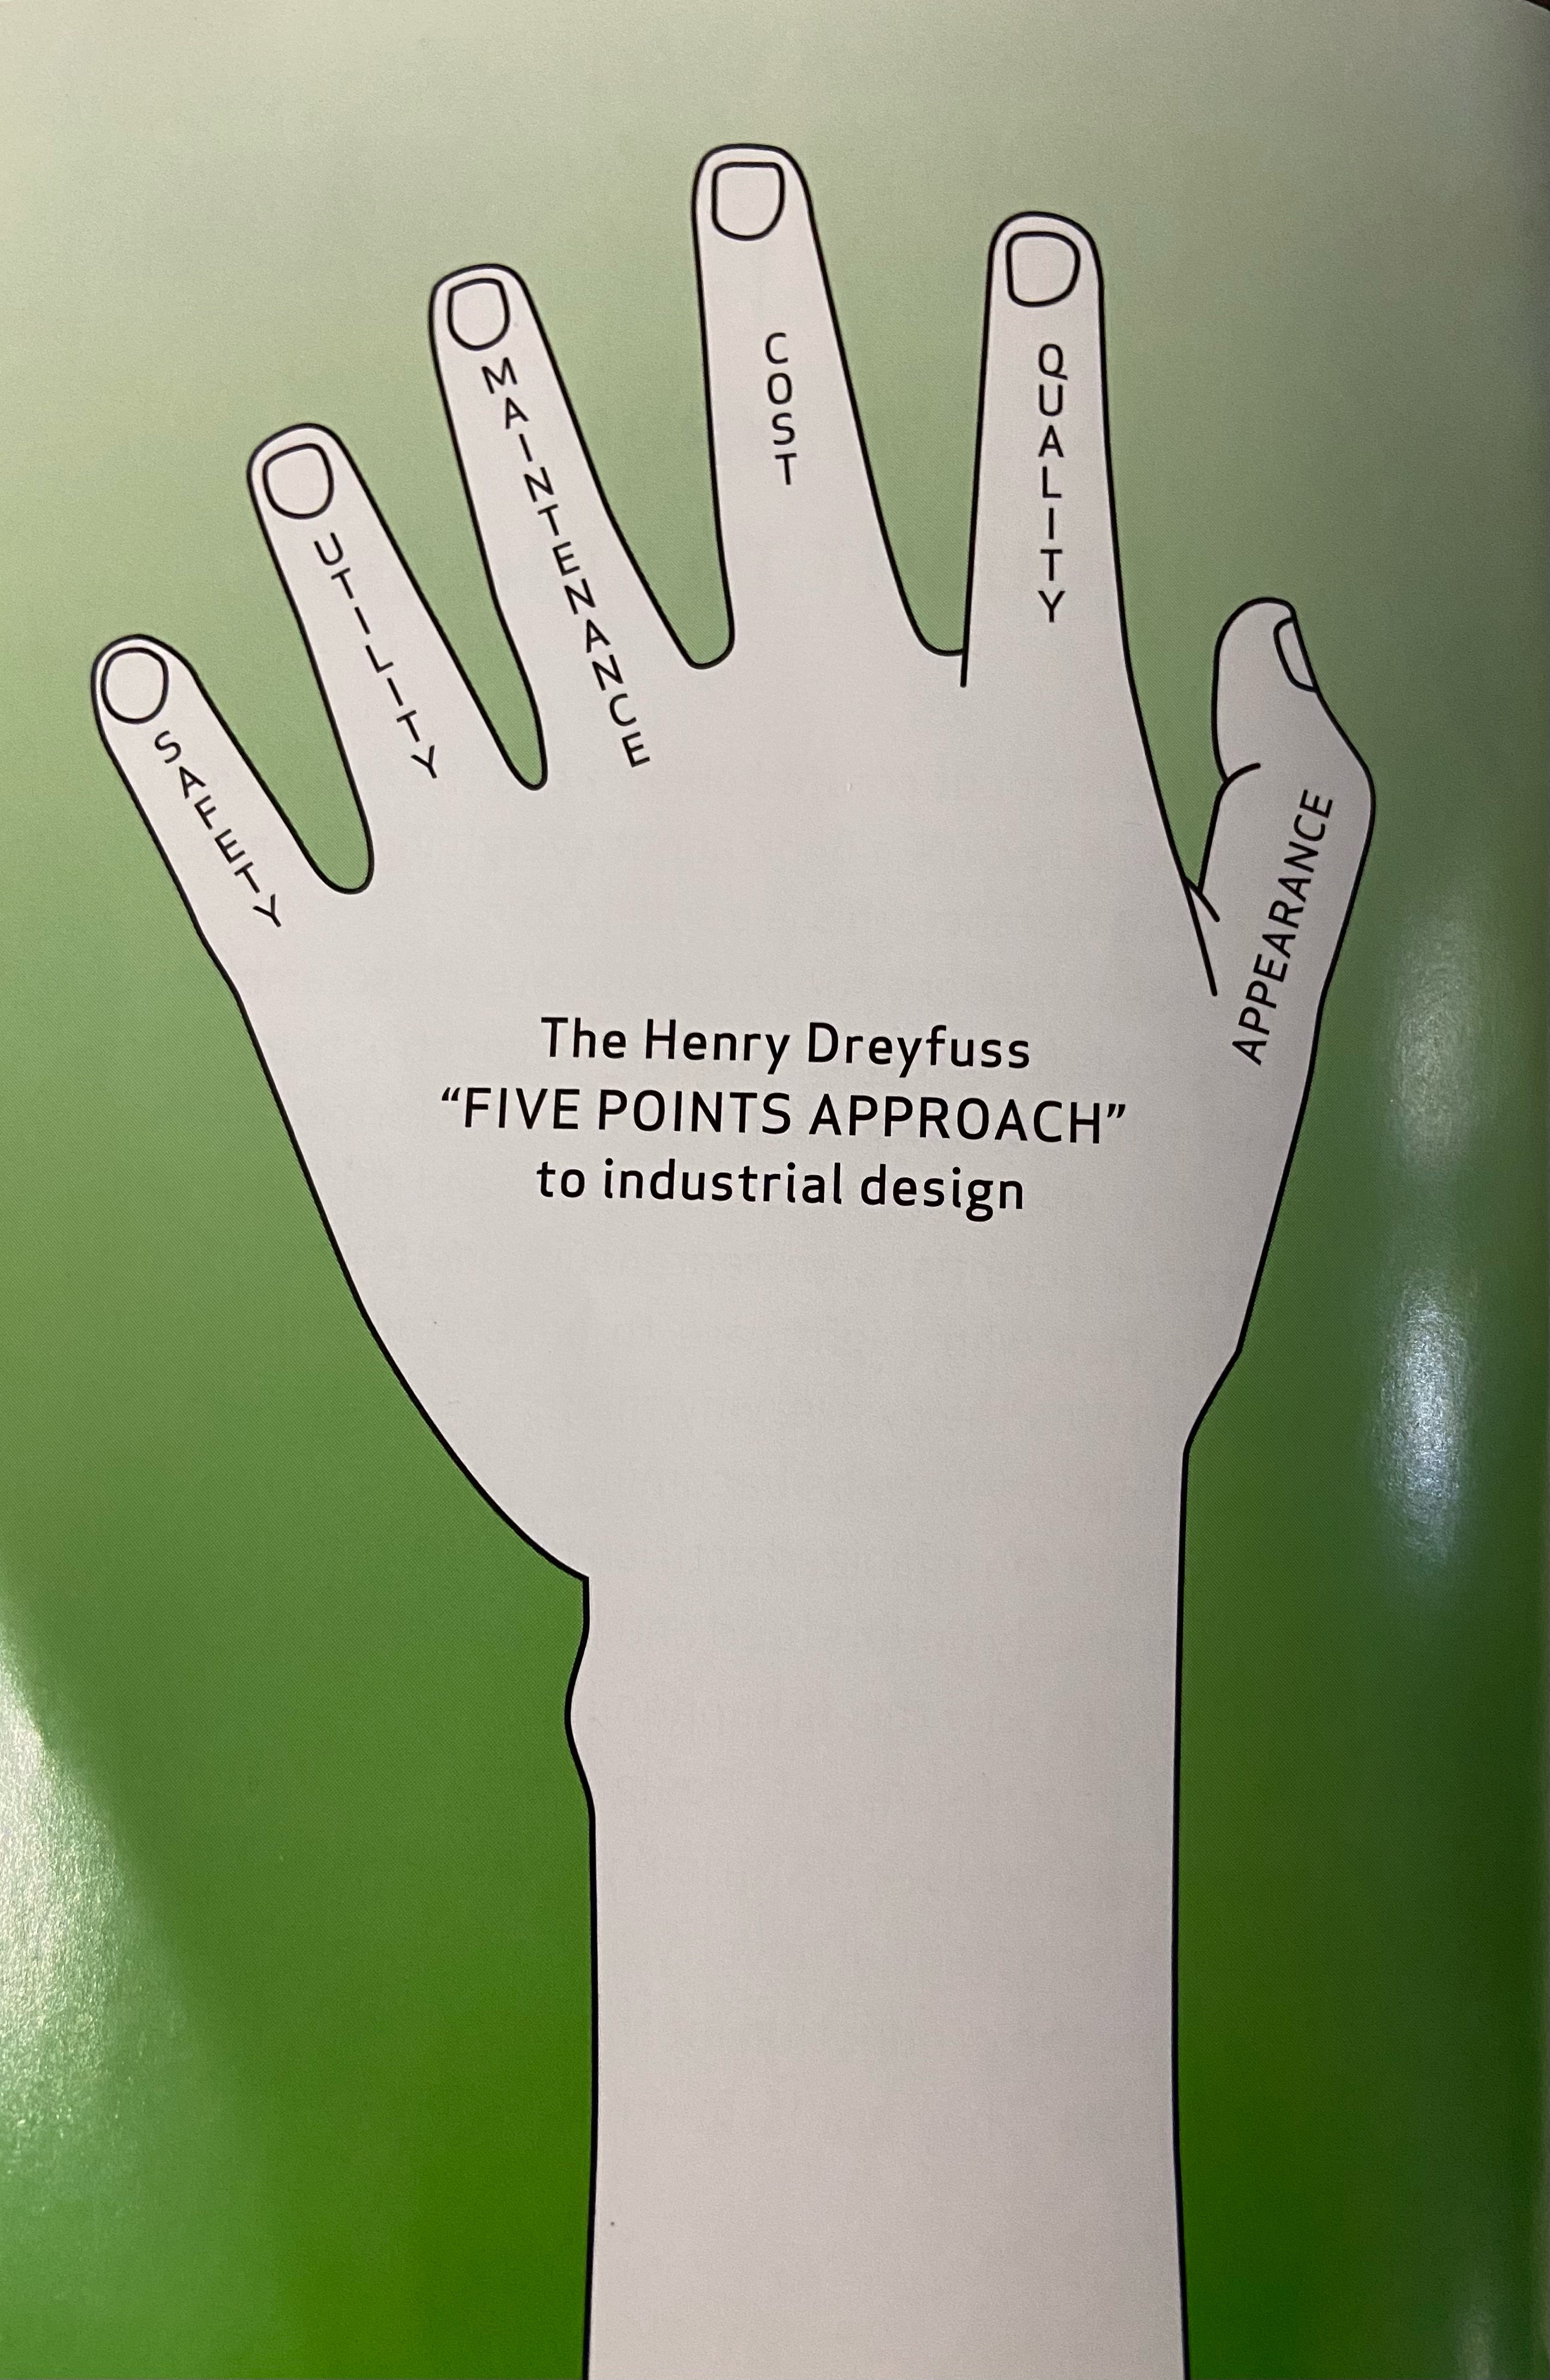 SAFETY
UTILITY
MAINTENANCE
COST
QUALITY
APPEARANCE
The Henry Dreyfuss
“FIVE POINTS APPROACH”
to industrial design